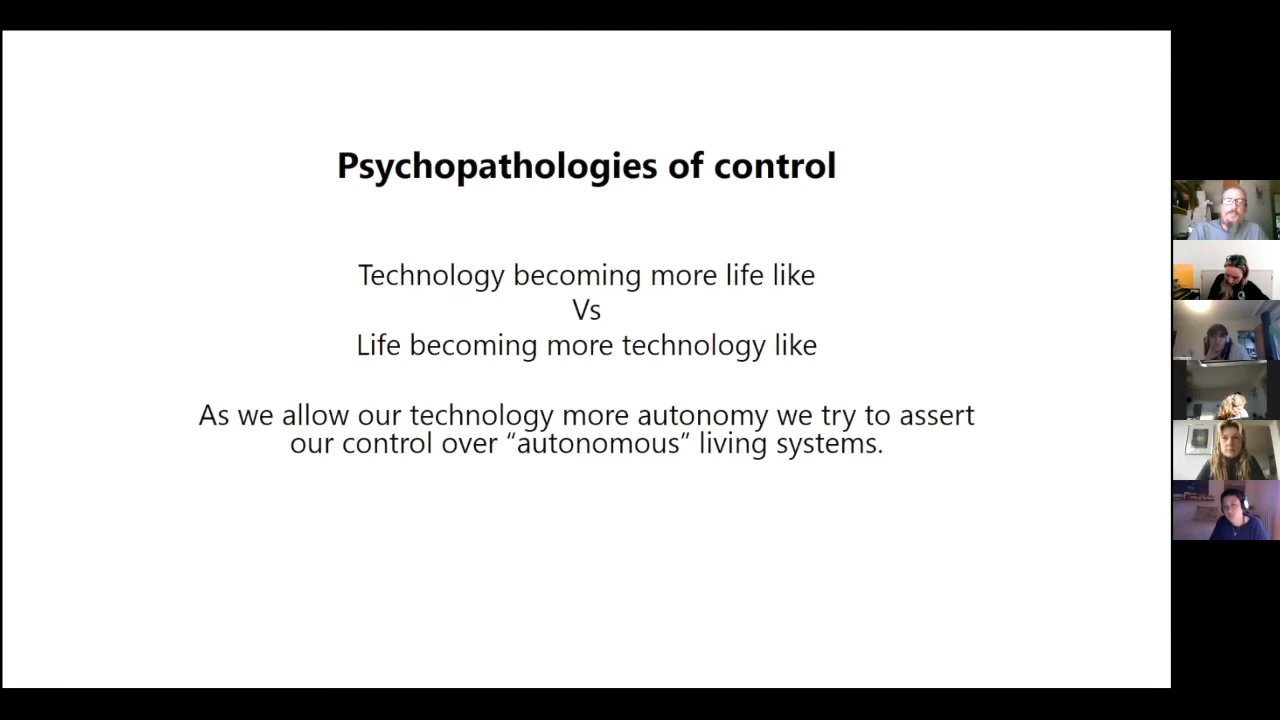 Psychopathologies of control
Technology becoming more life like
Vs
Life becoming more technology like
As we allow our technology more autonomy we try to assert
our control over “autonomous” living systems.